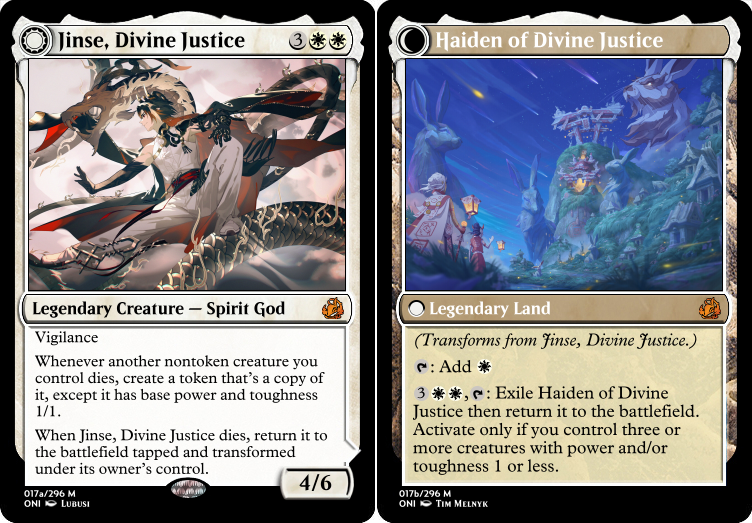 Jinse, Divine Justice 3
Legendary Creature — Spirit God
Vigilance
Whenever another nontoken creature you
control dies, create a token that's a copy of
it, except it has base power and toughness
1/1.
When Jinse, Divine Justice dies, return it to
the battlefield tapped and transformed
under its owner's control.
4/6
017a/296 M
ONI Lubusi
Haiden of Divine Justice
Legendary Land
(Transforms from Jinse, Divine Justice.)
: Add
3 , : Exile Haiden of Divine
Justice then return it to the battlefield.
Activate only if you control three or
more creatures with power and/or
toughness 1 or less.
017b/296 M
ONI Tim Melnyk